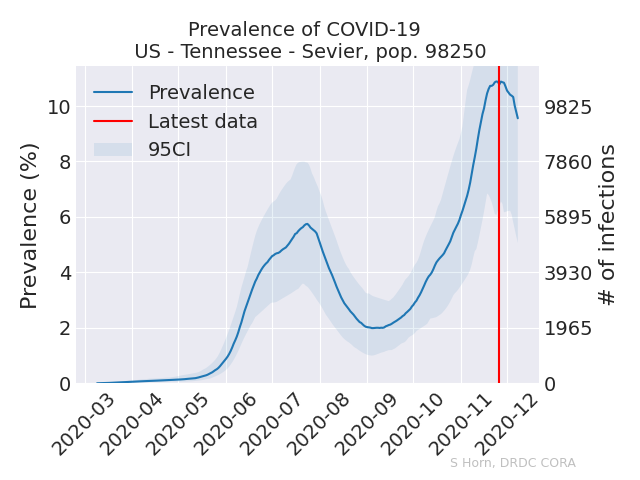 Prevalence of COVID-19
US - Tennessee - Sevier, pop. 98250
Prevalence
Latest data
95CI
Prevalence (%)
10
8
6
4
2
0
9825
7860
5895
3930
1965
0
# of infections
2020-03
2020-04
2020-05
2020-06
2020-07
2020-08
2020-09
2020-10
2020-11
2020-12
S Horn, DRDC CORA